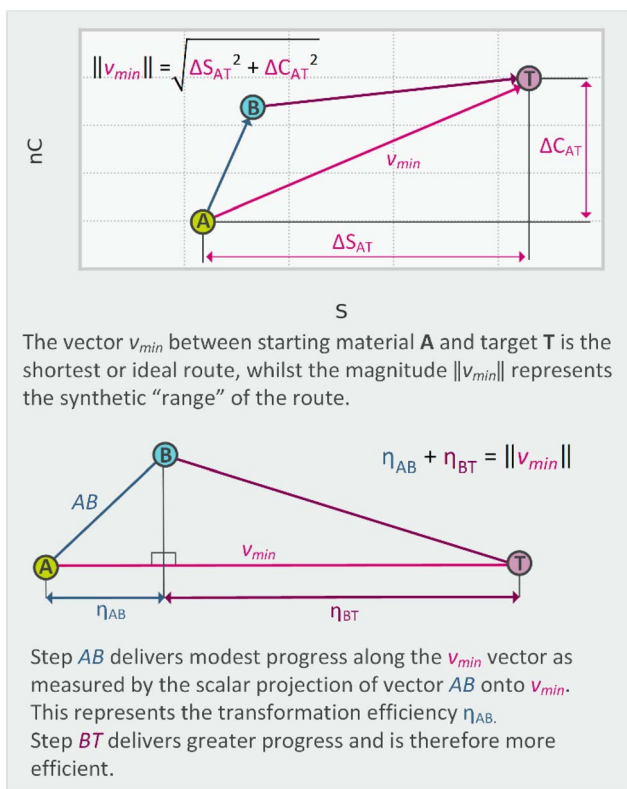 ‖vmin‖ = √ΔSAT² + ΔCAT²
T
B
nC
ΔCAT
vmin
A
ΔSAT
S
The vector vmin between starting material A and target T is the
shortest or ideal route, whilst the magnitude ‖vmin‖ represents
the synthetic “range” of the route.
B
ηAB + ηBT = ‖vmin‖
AB
vmin
A
T
ηAB
ηBT
Step AB delivers modest progress along the vmin vector as
measured by the scalar projection of vector AB onto vmin.
This represents the transformation efficiency ηAB.
Step BT delivers greater progress and is therefore more
efficient.